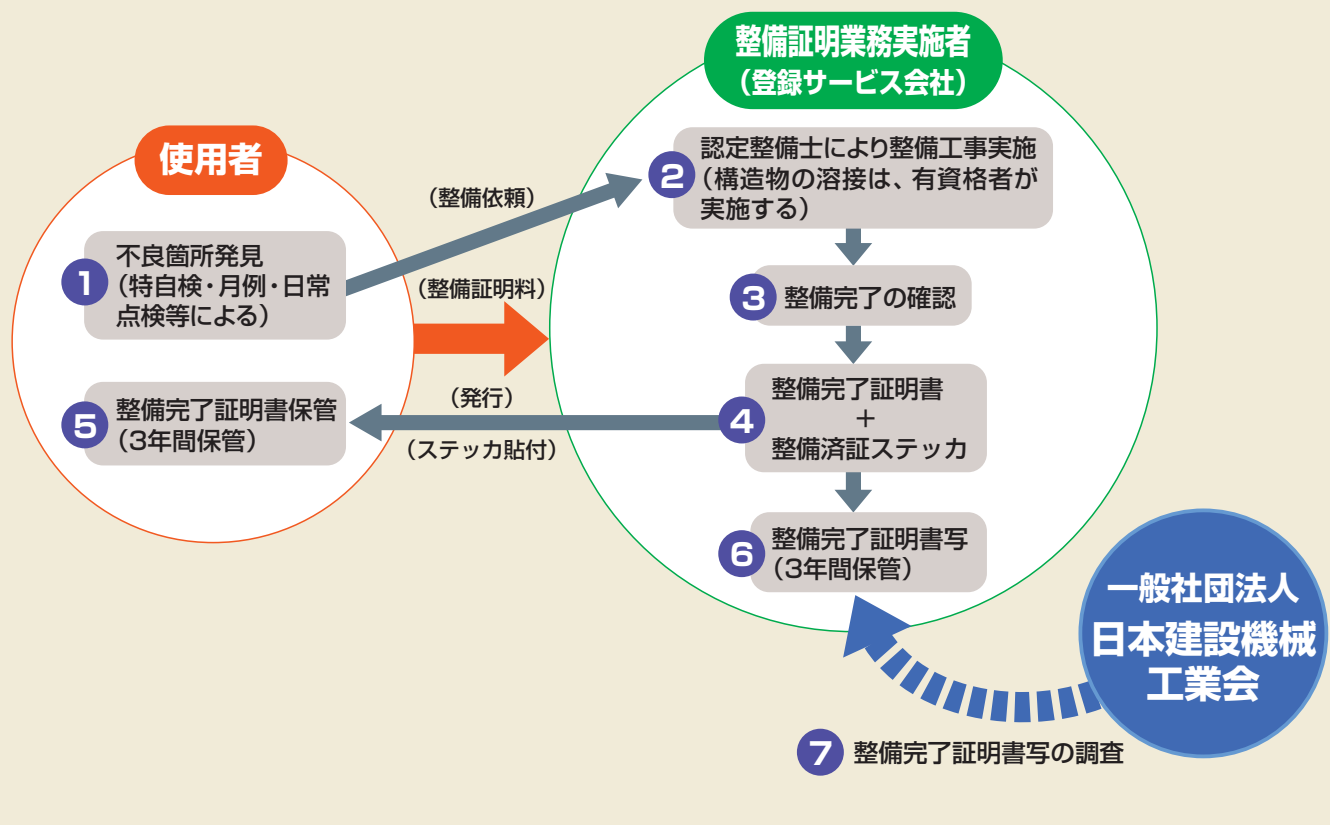 整備証明業務実施者
（登録サービス会社）
使用者
1
不良箇所発見
（特自検・月例・日常
点検等による）
（整備依頼）
2
認定整備士により整備工事実施
（構造物の溶接は、有資格者が
実施する）
（整備証明料）
3
整備完了の確認
4
整備完了証明書
＋
整備済証ステッカ
（発行）
（ステッカ貼付）
5
整備完了証明書保管
（3年間保管）
6
整備完了証明書写
（3年間保管）
一般社団法人
日本建設機械
工業会
7
整備完了証明書写の調査